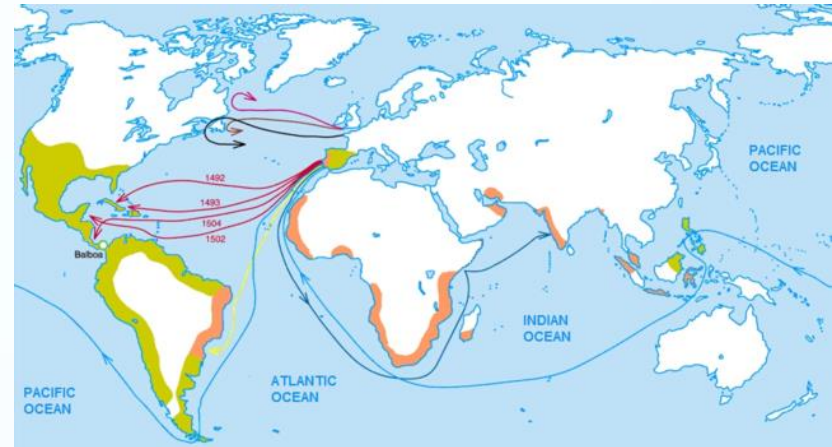 PACIFIC
OCEAN
1492
1493
1504
1502
Balboa
INDIAN
OCEAN
ATLANTIC
OCEAN
PACIFIC
OCEAN